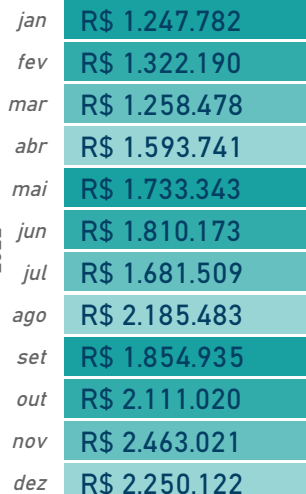 jan R$ 1.247.782
fev R$ 1.322.190
mar R$ 1.258.478
abr R$ 1.593.741
mai R$ 1.733.343
jun R$ 1.810.173
jul R$ 1.681.509
ago R$ 2.185.483
set R$ 1.854.935
out R$ 2.111.020
nov R$ 2.463.021
dez R$ 2.250.122